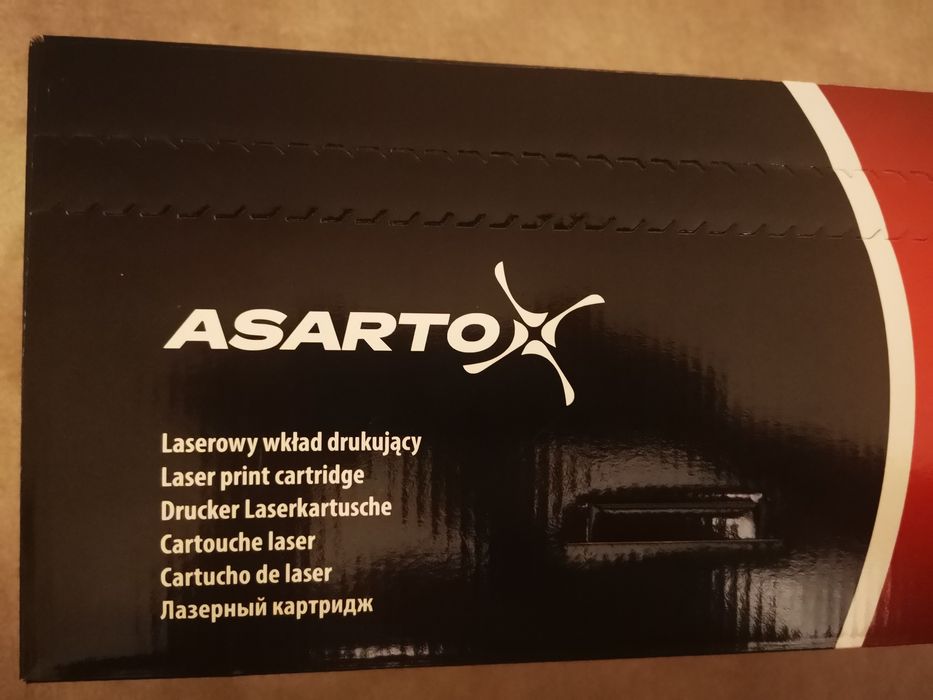 ASARTO
Laserowy wkład drukujący
Laser print cartridge
Drucker Laserkartusche
Cartouche laser
Cartucho de laser
Лазерный картридж